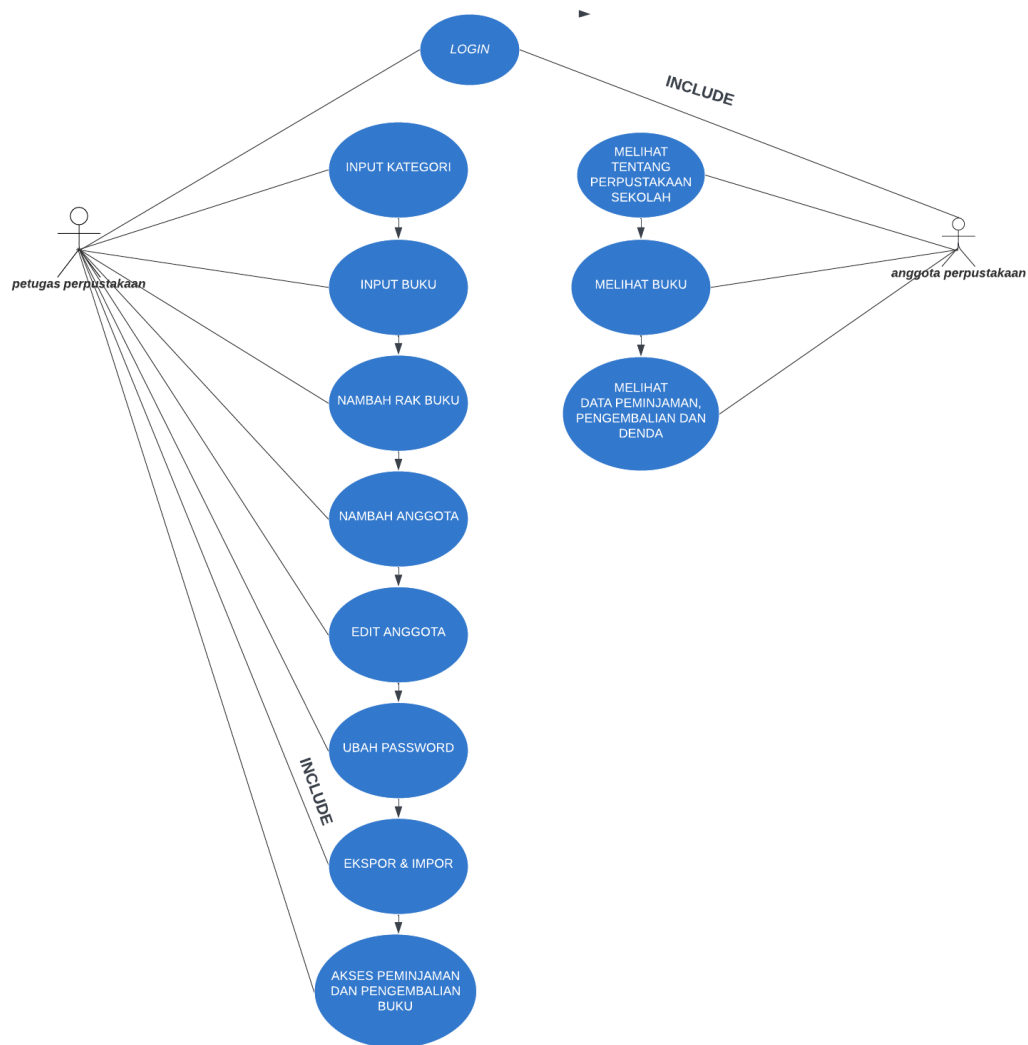 LOGIN
INCLUDE
INPUT KATEGORI
MELIHAT
TENTANG
PERPUSTAKAAN
SEKOLAH
petugas perpustakaan
INPUT BUKU
MELIHAT BUKU
anggota perpustakaan
NAMBAH RAK BUKU
MELIHAT
DATA PEMINJAMAN,
PENGEMBALIAN DAN
DENDA
NAMBAH ANGGOTA
EDIT ANGGOTA
UBAH PASSWORD
INCLUDE
EKSPOR & IMPOR
AKSES PEMINJAMAN
DAN PENGEMBALIAN
BUKU